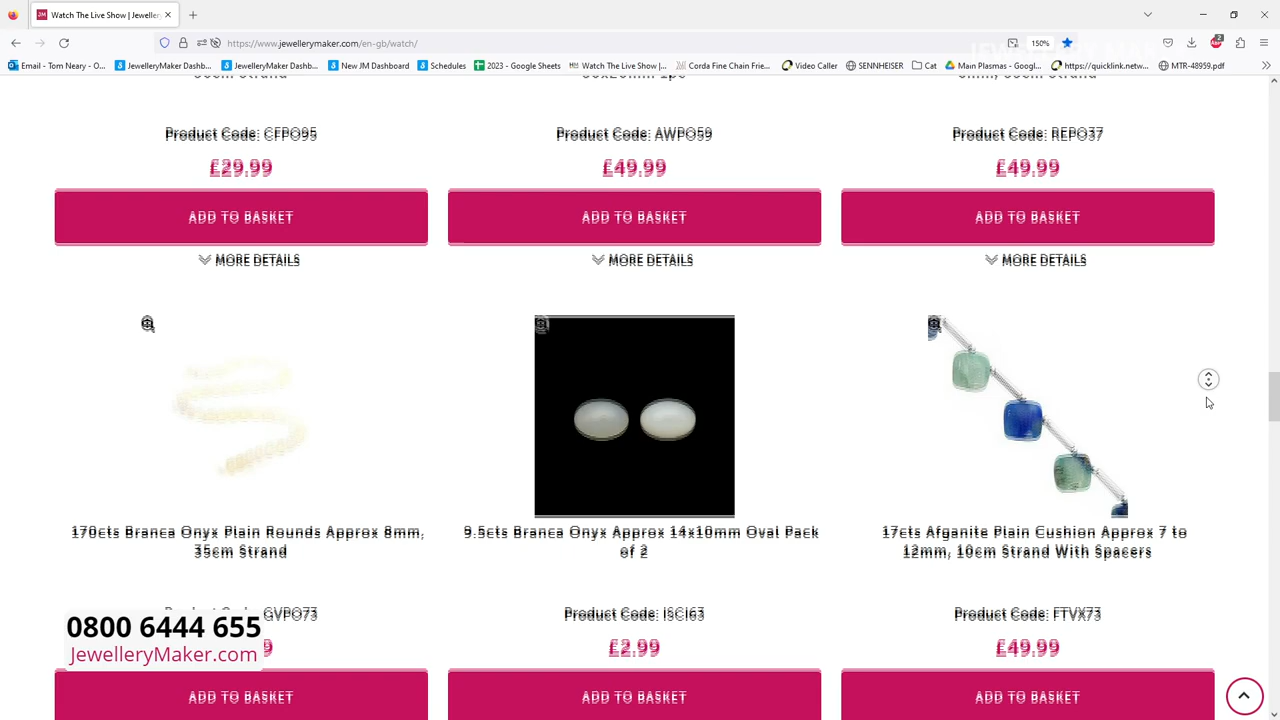 Watch The Live Show | Jeweller
https://www.jewellerymaker.com/en-gb/watch/
150%
2
Email - Tom Neary - O...
JewelleryMaker Dashb...
JewelleryMaker Dashb...
New JM Dashboard
Schedules
2023 - Google Sheets
Watch The Live Show |...
Corda Fine Chain Frie...
Video Caller
SENNHEISER
Cat
Main Plasmas - Googl...
https://quicklink.netw...
MTR-48959.pdf
Product Code: CFPO95
Product Code: AWPO59
Product Code: REPO37
£29.99
£49.99
£49.99
ADD TO BASKET
ADD TO BASKET
ADD TO BASKET
MORE DETAILS
MORE DETAILS
MORE DETAILS
170cts Branca Onyx Plain Rounds Approx 8mm,
35cm Strand
9.5cts Branca Onyx Approx 14x10mm Oval Pack
of 2
17cts Afganite Plain Cushion Approx 7 to
12mm, 10cm Strand With Spacers
Product Code: GVPO73
Product Code: ISCI63
Product Code: FTVX73
0800 6444 655
JewelleryMaker.com
£2.99
£49.99
ADD TO BASKET
ADD TO BASKET
ADD TO BASKET